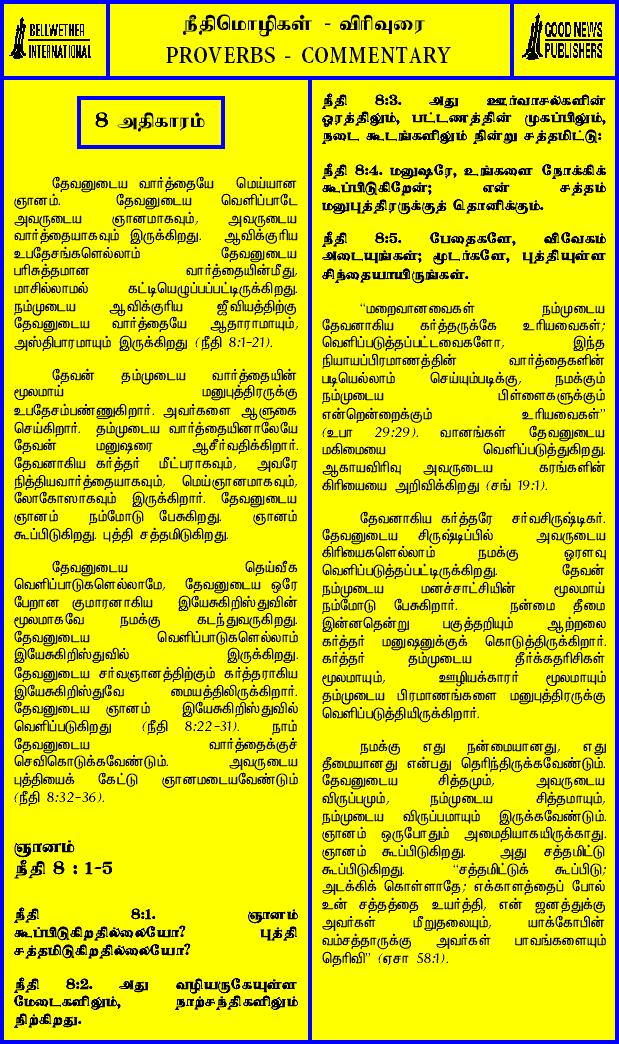 BELLWETHER
INTERNATIONAL
நீதிமொழிகள் - விரிவுரை
PROVERBS - COMMENTARY
GOOD NEWS
PUBLISHERS
8 அதிகாரம்
தேவனுடைய வார்த்தையே மெய்யான
ஞானம். தேவனுடைய வெளிப்பாடே
அவருடைய ஞானமாகவும், அவருடைய
வார்த்தையாகவும் இருக்கிறது. ஆவிக்குரிய
உபதேசங்களெல்லாம் தேவனுடைய
பரிசுத்தமான வார்த்தையின்மீது,
மாசில்லாமல் கட்டியெழுப்பப்பட்டிருக்கிறது.
நம்முடைய ஆவிக்குரிய ஜீவியத்திற்கு
தேவனுடைய வார்த்தையே ஆதாராமாயும்,
அஸ்திபாரமாயும் இருக்கிறது (நீதி 8:1-21).
தேவன் தம்முடைய வார்த்தையின்
மூலமாய் மனுபுத்திரருக்கு
உபதேசம்பண்ணுகிறார். அவர்களை ஆளுகை
செய்கிறார். தம்முடைய வார்த்தையினாலேயே
தேவன் மனுஷரை ஆசீர்வதிக்கிறார்.
தேவனாகிய கர்த்தர் மீட்பராகவும், அவரே
நித்தியவார்த்தையாகவும், மெய்ஞானமாகவும்,
லோகோஸாகவும் இருக்கிறார். தேவனுடைய
ஞானம் நம்மோடு பேசுகிறது. ஞானம்
கூப்பிடுகிறது. புத்தி சத்தமிடுகிறது.
தேவனுடைய தெய்வீக
வெளிப்பாடுகளெல்லாமே, தேவனுடைய ஒரே
பேறான குமாரனாகிய இயேசுகிறிஸ்துவின்
மூலமாகவே நமக்கு கடந்துவருகிறது.
தேவனுடைய வெளிப்பாடுகளெல்லாம்
இயேசுகிறிஸ்துவில் இருக்கிறது.
தேவனுடைய சர்வஞானத்திற்கும் கர்த்தராகிய
இயேசுகிறிஸ்துவே மையத்திலிருக்கிறார்.
தேவனுடைய ஞானம் இயேசுகிறிஸ்துவில்
வெளிப்படுகிறது (நீதி 8:22-31). நாம்
தேவனுடைய வார்த்தைக்குச்
செவிகொடுக்கவேண்டும். அவருடைய
புத்தியைக் கேட்டு ஞானமடையவேண்டும்
(நீதி 8:32-36).
ஞானம்
நீதி 8 : 1-5
நீதி 8:1. ஞானம்
கூப்பிடுகிறதில்லையோ? புத்தி
சத்தமிடுகிறதில்லையோ?
நீதி 8:2. அது வழியருகேயுள்ள
மேடைகளிலும், நாற்சந்திகளிலும்
நிற்கிறது.
நீதி 8:3. அது ஊர்வாசல்களின்
ஓரத்திலும், பட்டணத்தின் முகப்பிலும்,
நடை கூடங்களிலும் நின்று சத்தமிட்டு:
நீதி 8:4. மனுஷரே, உங்களை நோக்கிக்
கூப்பிடுகிறேன்; என் சத்தம்
மனுபுத்திரருக்குத் தொனிக்கும்.
நீதி 8:5. பேதைகளே, விவேகம்
அடையுங்கள்; மூடர்களே, புத்தியுள்ள
சிந்தையாயிருங்கள்.
“மறைவானவைகள் நம்முடைய
தேவனாகிய கர்த்தருக்கே உரியவைகள்;
வெளிப்படுத்தப்பட்டவைகளோ, இந்த
நியாயப்பிரமாணத்தின் வார்த்தைகளின்
படியெல்லாம் செய்யும்படிக்கு, நமக்கும்
நம்முடைய பிள்ளைகளுக்கும்
என்றென்றைக்கும் உரியவைகள்”
(உபா 29:29). வானங்கள் தேவனுடைய
மகிமையை வெளிப்படுத்துகிறது.
ஆகாயவிரிவு அவருடைய கரங்களின்
கிரியையை அறிவிக்கிறது (சங் 19:1).
தேவனாகிய கர்த்தரே சர்வசிருஷ்டிகர்.
தேவனுடைய சிருஷ்டிப்பில் அவருடைய
கிரியைகளெல்லாம் நமக்கு ஓரளவு
வெளிப்படுத்தப்பட்டிருக்கிறது. தேவன்
நம்முடைய மனச்சாட்சியின் மூலமாய்
நம்மோடு பேசுகிறார். நன்மை தீமை
இன்னதென்று பகுத்தறியும் ஆற்றலை
கர்த்தர் மனுஷனுக்குக் கொடுத்திருக்கிறார்.
கர்த்தர் தம்முடைய தீர்க்கதரிசிகள்
மூலமாயும், ஊழியக்காரர் மூலமாயும்
தம்முடைய பிரமாணங்களை மனுபுத்திரருக்கு
வெளிப்படுத்தியிருக்கிறார்.
நமக்கு எது நன்மையானது, எது
தீமையானது என்பது தெரிந்திருக்கவேண்டும்.
தேவனுடைய சித்தமும், அவருடைய
விருப்பமும், நம்முடைய சித்தமாயும்,
நம்முடைய விருப்பமாயும் இருக்கவேண்டும்.
ஞானம் ஒருபோதும் அமைதியாகயிருக்காது.
ஞானம் கூப்பிடுகிறது. அது சத்தமிட்டு
கூப்பிடுகிறது. “சத்தமிட்டுக் கூப்பிடு;
அடக்கிக் கொள்ளாதே; எக்காளத்தைப் போல்
உன் சத்தத்தை உயர்த்தி, என் ஜனத்துக்கு
அவர்கள் மீறுதலையும், யாக்கோபின்
வம்சத்தாருக்கு அவர்கள் பாவங்களையும்
தெரிவி” (ஏசா 58:1).